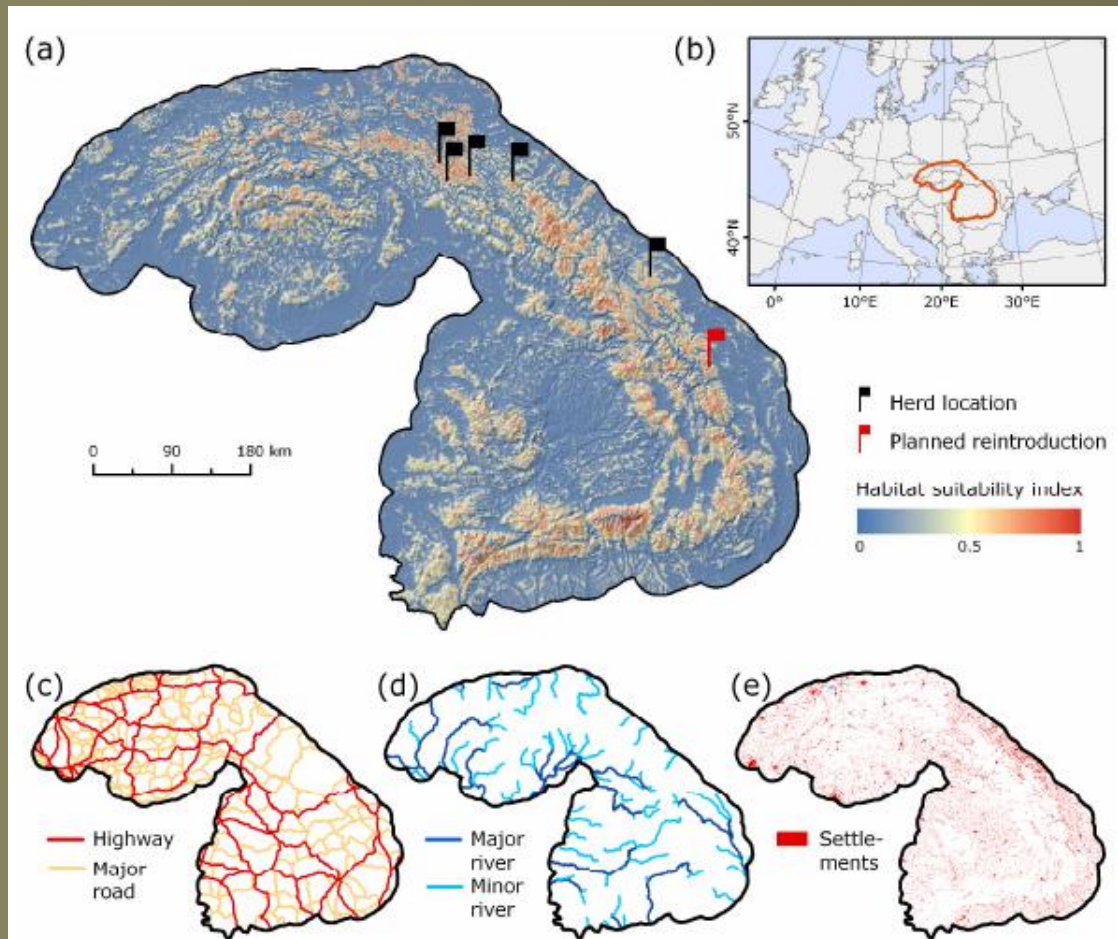 (a)
(b)
50°N
40°N
0°
10°E
20°E
30°E
Herd location
Planned reintroduction
0 90 180 km
Habitat suitability index
0 0.5 1
(c)
(d)
(e)
Highway
Major
road
Major
river
Minor
river
Settle-
ments